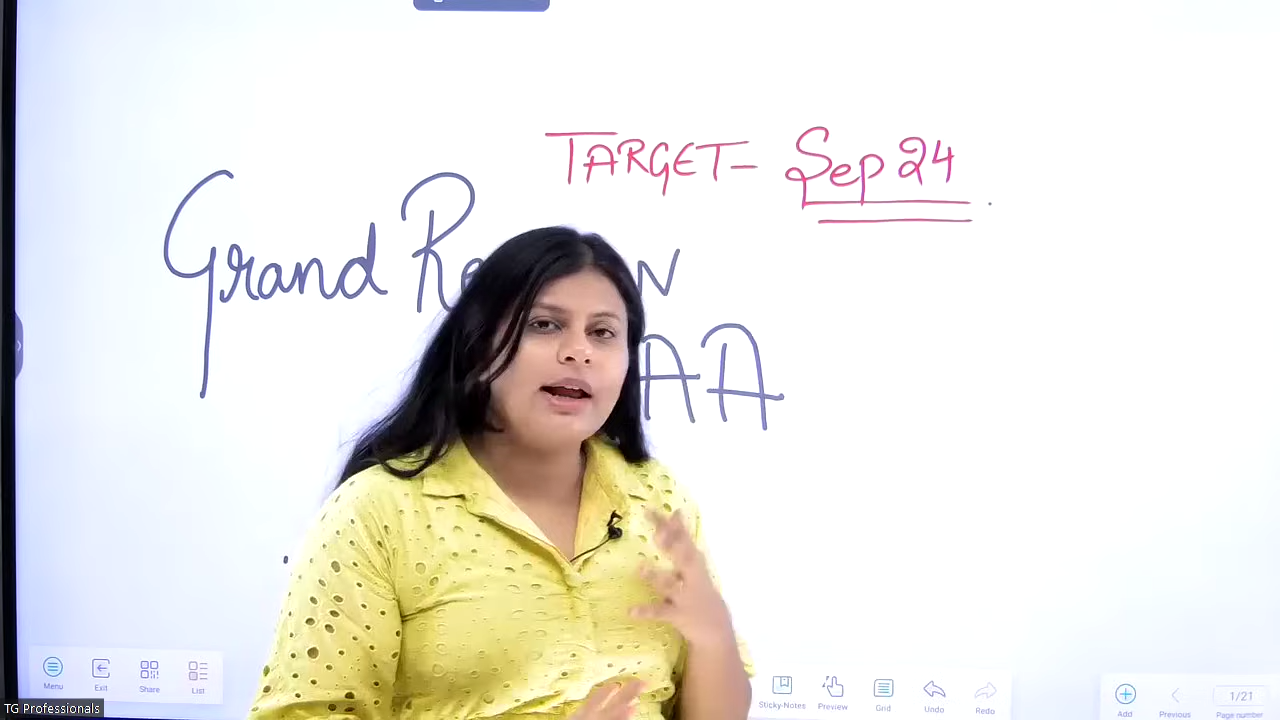 TARGET- Sep 24
Grand
AA
Menu
Exit
Share
List
Sticky-Notes
Preview
Grid
Undo
Redo
Add
Previous
1/21
Page number
TG Professionals